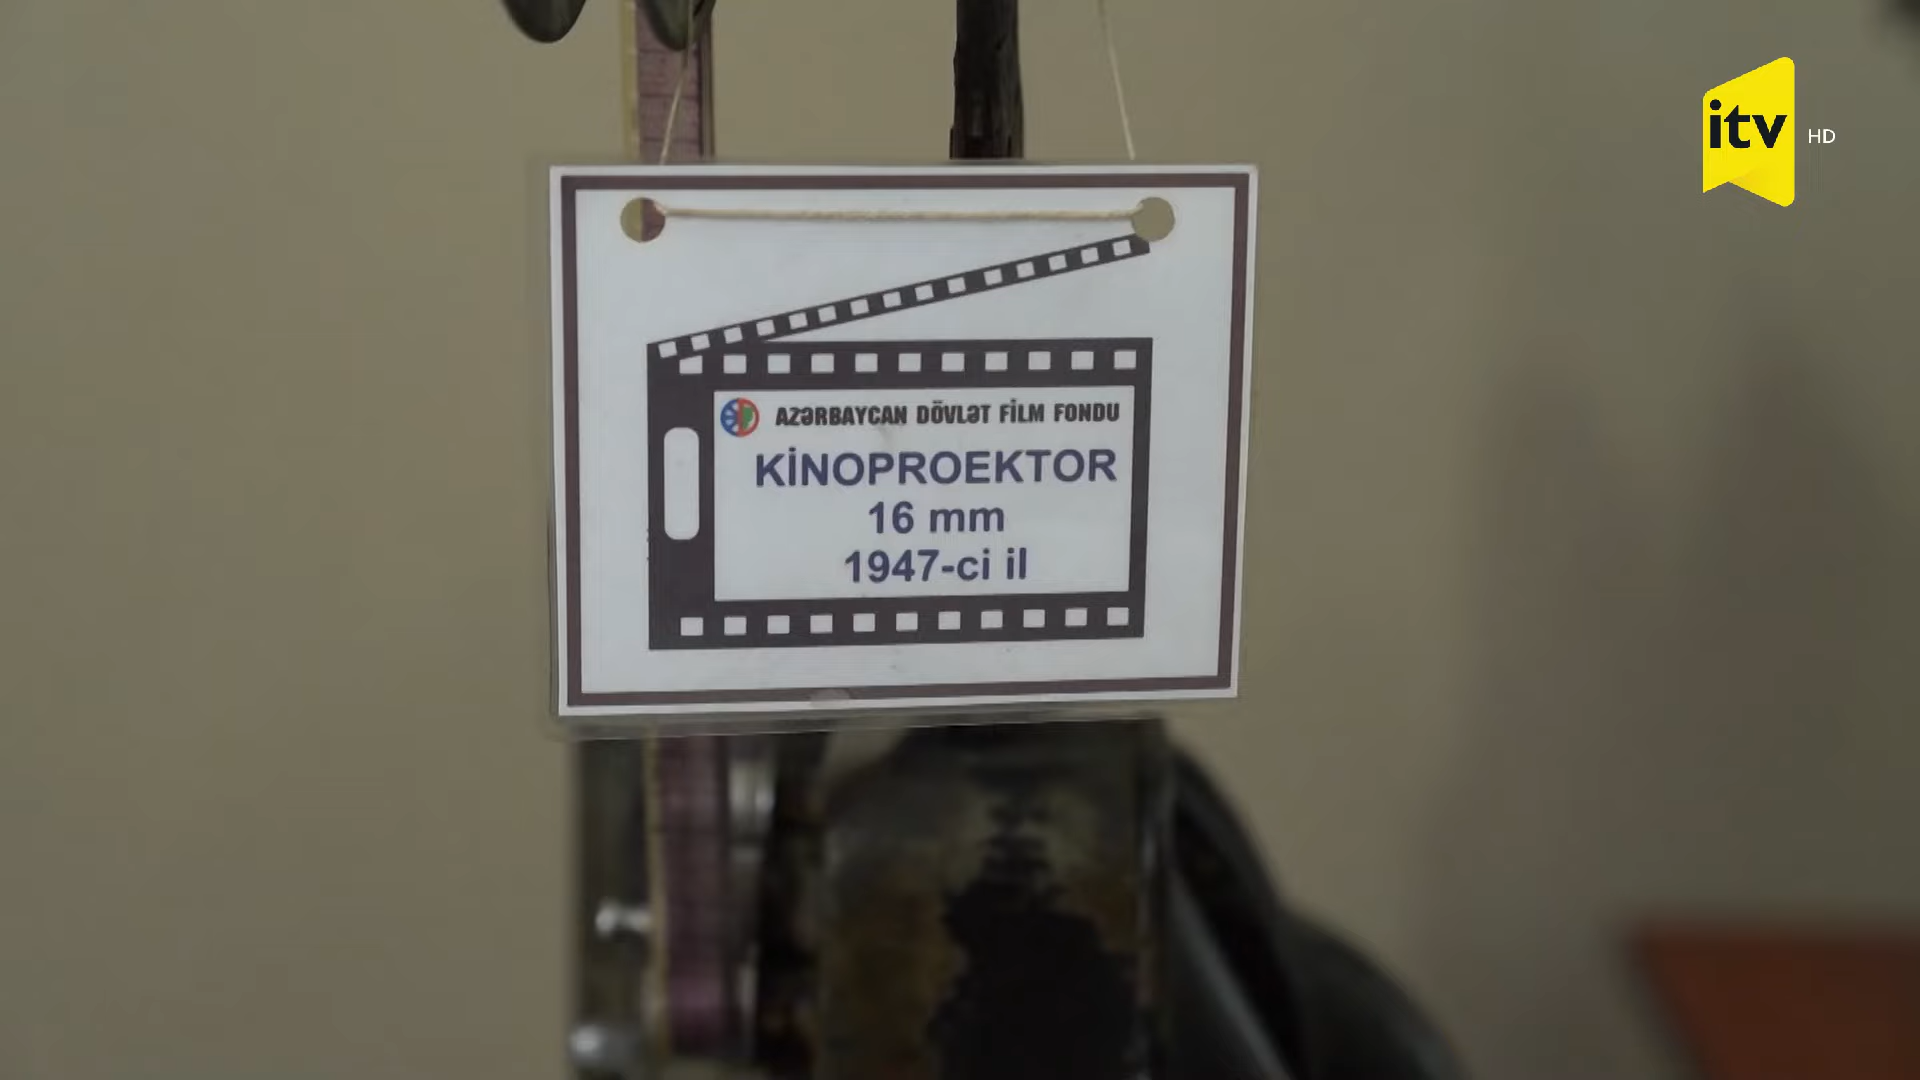 itv HD
AZƏRBAYCAN DÖVLƏT FİLM FONDU
KİNOPROEKTOR
16 mm
1947-ci il